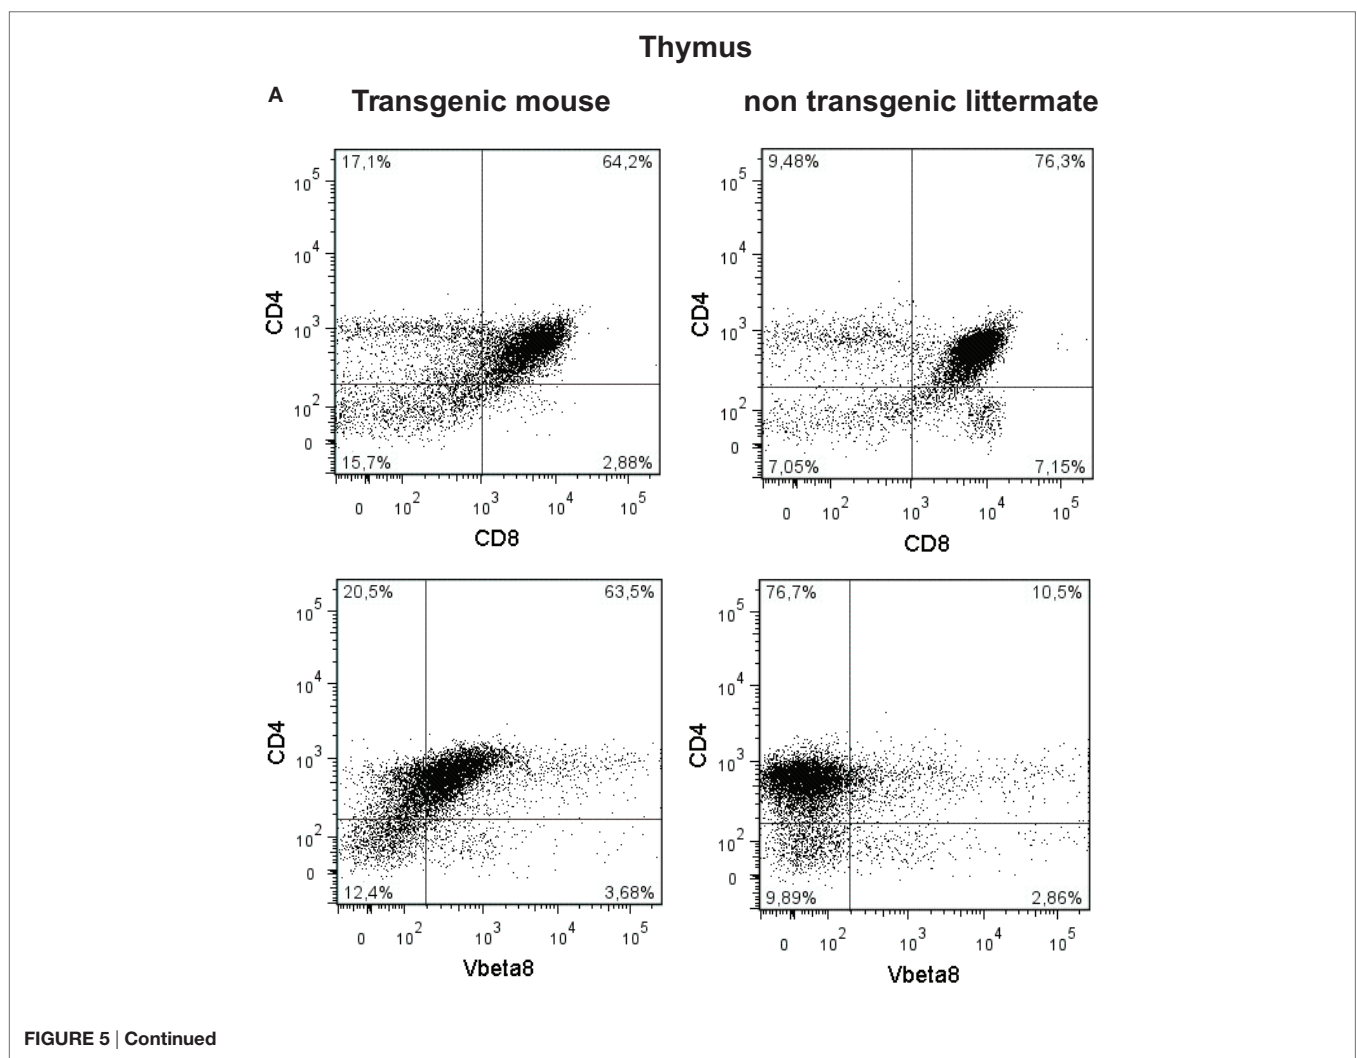 Thymus
A
Transgenic mouse
non transgenic littermate
17,1%
64,2%
10^5
10^4
10^3
10^2
0
CD4
15,7%
2,88%
0 10^2 10^3 10^4 10^5
CD8
9,48%
76,3%
10^5
10^4
10^3
10^2
0
CD4
7,05%
7,15%
0 10^2 10^3 10^4 10^5
CD8
20,5%
63,5%
10^5
10^4
10^3
10^2
0
CD4
12,4%
3,68%
0 10^2 10^3 10^4 10^5
Vbeta8
76,7%
10,5%
10^5
10^4
10^3
10^2
0
CD4
9,89%
2,86%
0 10^2 10^3 10^4 10^5
Vbeta8
FIGURE 5 | Continued